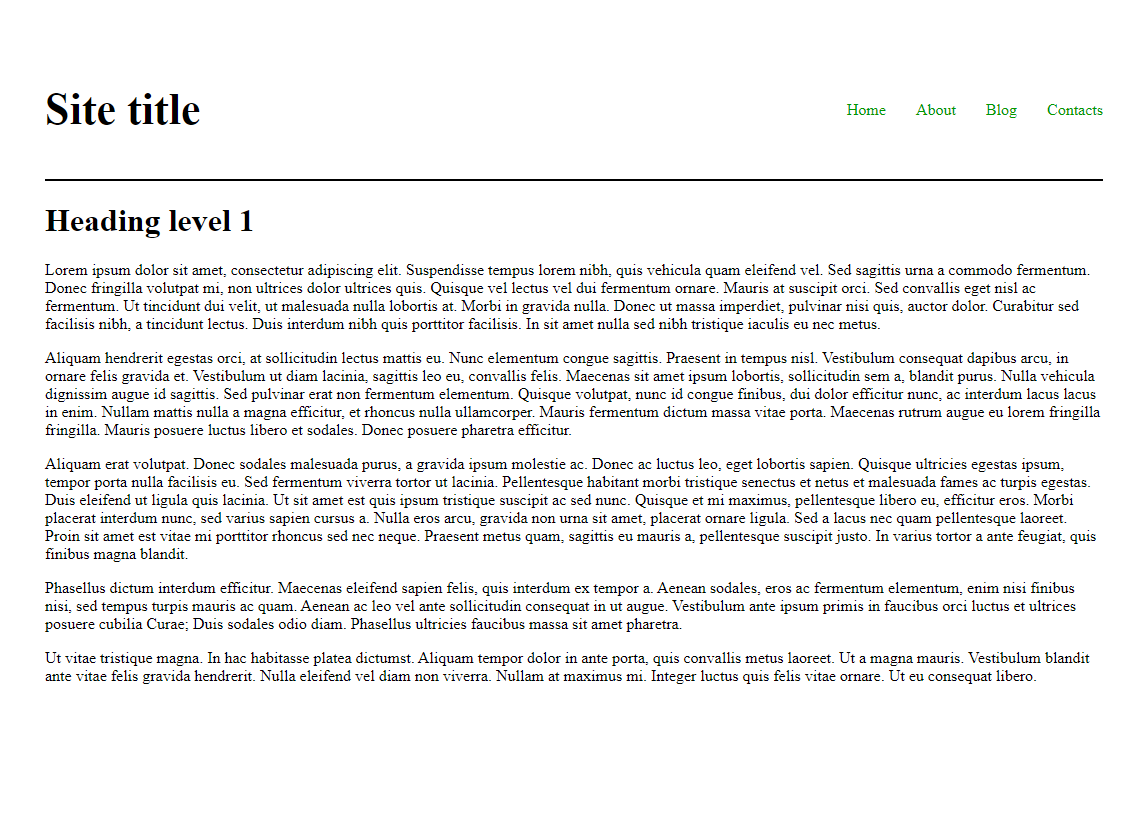 Site title
Home About Blog Contacts
Heading level 1
Lorem ipsum dolor sit amet, consectetur adipiscing elit. Suspendisse tempus lorem nibh, quis vehicula quam eleifend vel. Sed sagittis urna a commodo fermentum.
Donec fringilla volutpat mi, non ultrices dolor ultrices quis. Quisque vel lectus vel dui fermentum ornare. Mauris at suscipit orci. Sed convallis eget nisl ac
fermentum. Ut tincidunt dui velit, ut malesuada nulla lobortis at. Morbi in gravida nulla. Donec ut massa imperdiet, pulvinar nisi quis, auctor dolor. Curabitur sed
facilisis nibh, a tincidunt lectus. Duis interdum nibh quis porttitor facilisis. In sit amet nulla sed nibh tristique iaculis eu nec metus.
Aliquam hendrerit egestas orci, at sollicitudin lectus mattis eu. Nunc elementum congue sagittis. Praesent in tempus nisl. Vestibulum consequat dapibus arcu, in
ornare felis gravida et. Vestibulum ut diam lacinia, sagittis leo eu, convallis felis. Maecenas sit amet ipsum lobortis, sollicitudin sem a, blandit purus. Nulla vehicula
dignissim augue id sagittis. Sed pulvinar erat non fermentum elementum. Quisque volutpat, nunc id congue finibus, dui dolor efficitur nunc, ac interdum lacus lacus
in enim. Nullam mattis nulla a magna efficitur, et rhoncus nulla ullamcorper. Mauris fermentum dictum massa vitae porta. Maecenas rutrum augue eu lorem fringilla
fringilla. Mauris posuere luctus libero et sodales. Donec posuere pharetra efficitur.
Aliquam erat volutpat. Donec sodales malesuada purus, a gravida ipsum molestie ac. Donec ac luctus leo, eget lobortis sapien. Quisque ultricies egestas ipsum,
tempor porta nulla facilisis eu. Sed fermentum viverra tortor ut lacinia. Pellentesque habitant morbi tristique senectus et netus et malesuada fames ac turpis egestas.
Duis eleifend ut ligula quis lacinia. Ut sit amet est quis ipsum tristique suscipit ac sed nunc. Quisque et mi maximus, pellentesque libero eu, efficitur eros. Morbi
placerat interdum nunc, sed varius sapien cursus a. Nulla eros arcu, gravida non urna sit amet, placerat ornare ligula. Sed a lacus nec quam pellentesque laoreet.
Proin sit amet est vitae mi porttitor rhoncus sed nec neque. Praesent metus quam, sagittis eu mauris a, pellentesque suscipit justo. In varius tortor a ante feugiat, quis
finibus magna blandit.
Phasellus dictum interdum efficitur. Maecenas eleifend sapien felis, quis interdum ex tempor a. Aenean sodales, eros ac fermentum elementum, enim nisi finibus
nisi, sed tempus turpis mauris ac quam. Aenean ac leo vel ante sollicitudin consequat in ut augue. Vestibulum ante ipsum primis in faucibus orci luctus et ultrices
posuere cubilia Curae; Duis sodales odio diam. Phasellus ultricies faucibus massa sit amet pharetra.
Ut vitae tristique magna. In hac habitasse platea dictumst. Aliquam tempor dolor in ante porta, quis convallis metus laoreet. Ut a magna mauris. Vestibulum blandit
ante vitae felis gravida hendrerit. Nulla eleifend vel diam non viverra. Nullam at maximus mi. Integer luctus quis felis vitae ornare. Ut eu consequat libero.